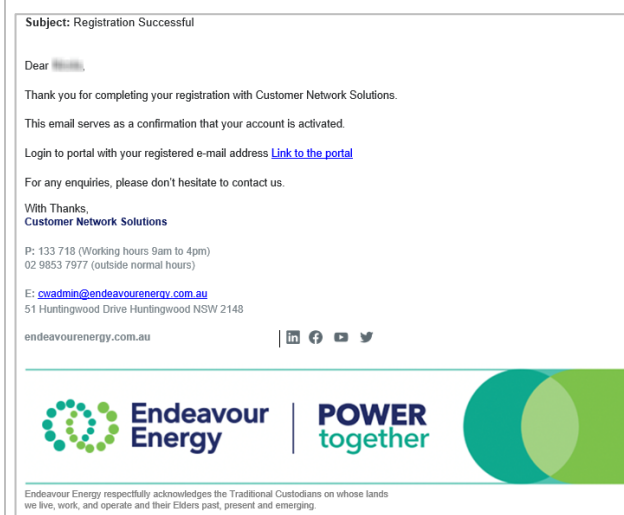 Subject: Registration Successful
Dear ,
Thank you for completing your registration with Customer Network Solutions.
This email serves as a confirmation that your account is activated.
Login to portal with your registered e-mail address Link to the portal
For any enquiries, please don't hesitate to contact us.
With Thanks,
Customer Network Solutions
P: 133 718 (Working hours 9am to 4pm)
02 9853 7977 (outside normal hours)
E: cwadmin@endeavourenergy.com.au
51 Huntingwood Drive Huntingwood NSW 2148
endeavourenergy.com.au
Endeavour
Energy
POWER
together
Endeavour Energy respectfully acknowledges the Traditional Custodians on whose lands
we live, work, and operate and their Elders past, present and emerging.